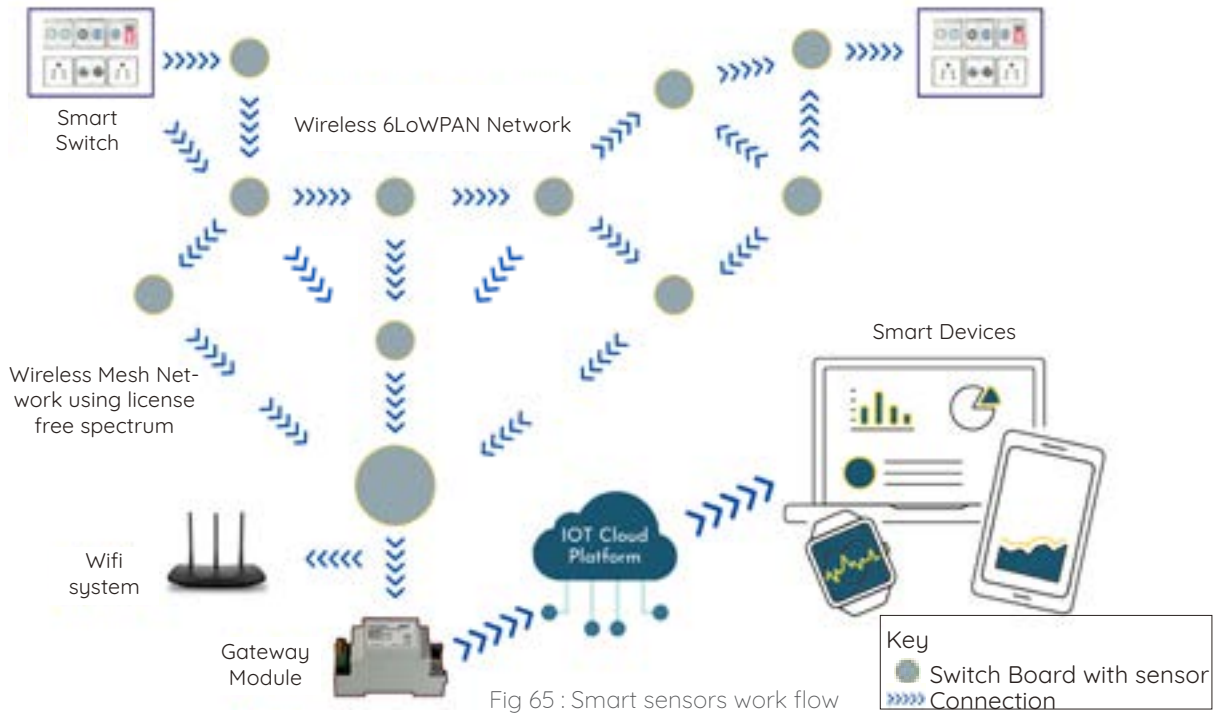 Smart
Switch
Wireless 6LoWPAN Network
Wireless Mesh Net-
work using license
free spectrum
Smart Devices
Wifi
system
IOT Cloud
Platform
Gateway
Module
Key
Switch Board with sensor
Connection
Fig 65 : Smart sensors work flow